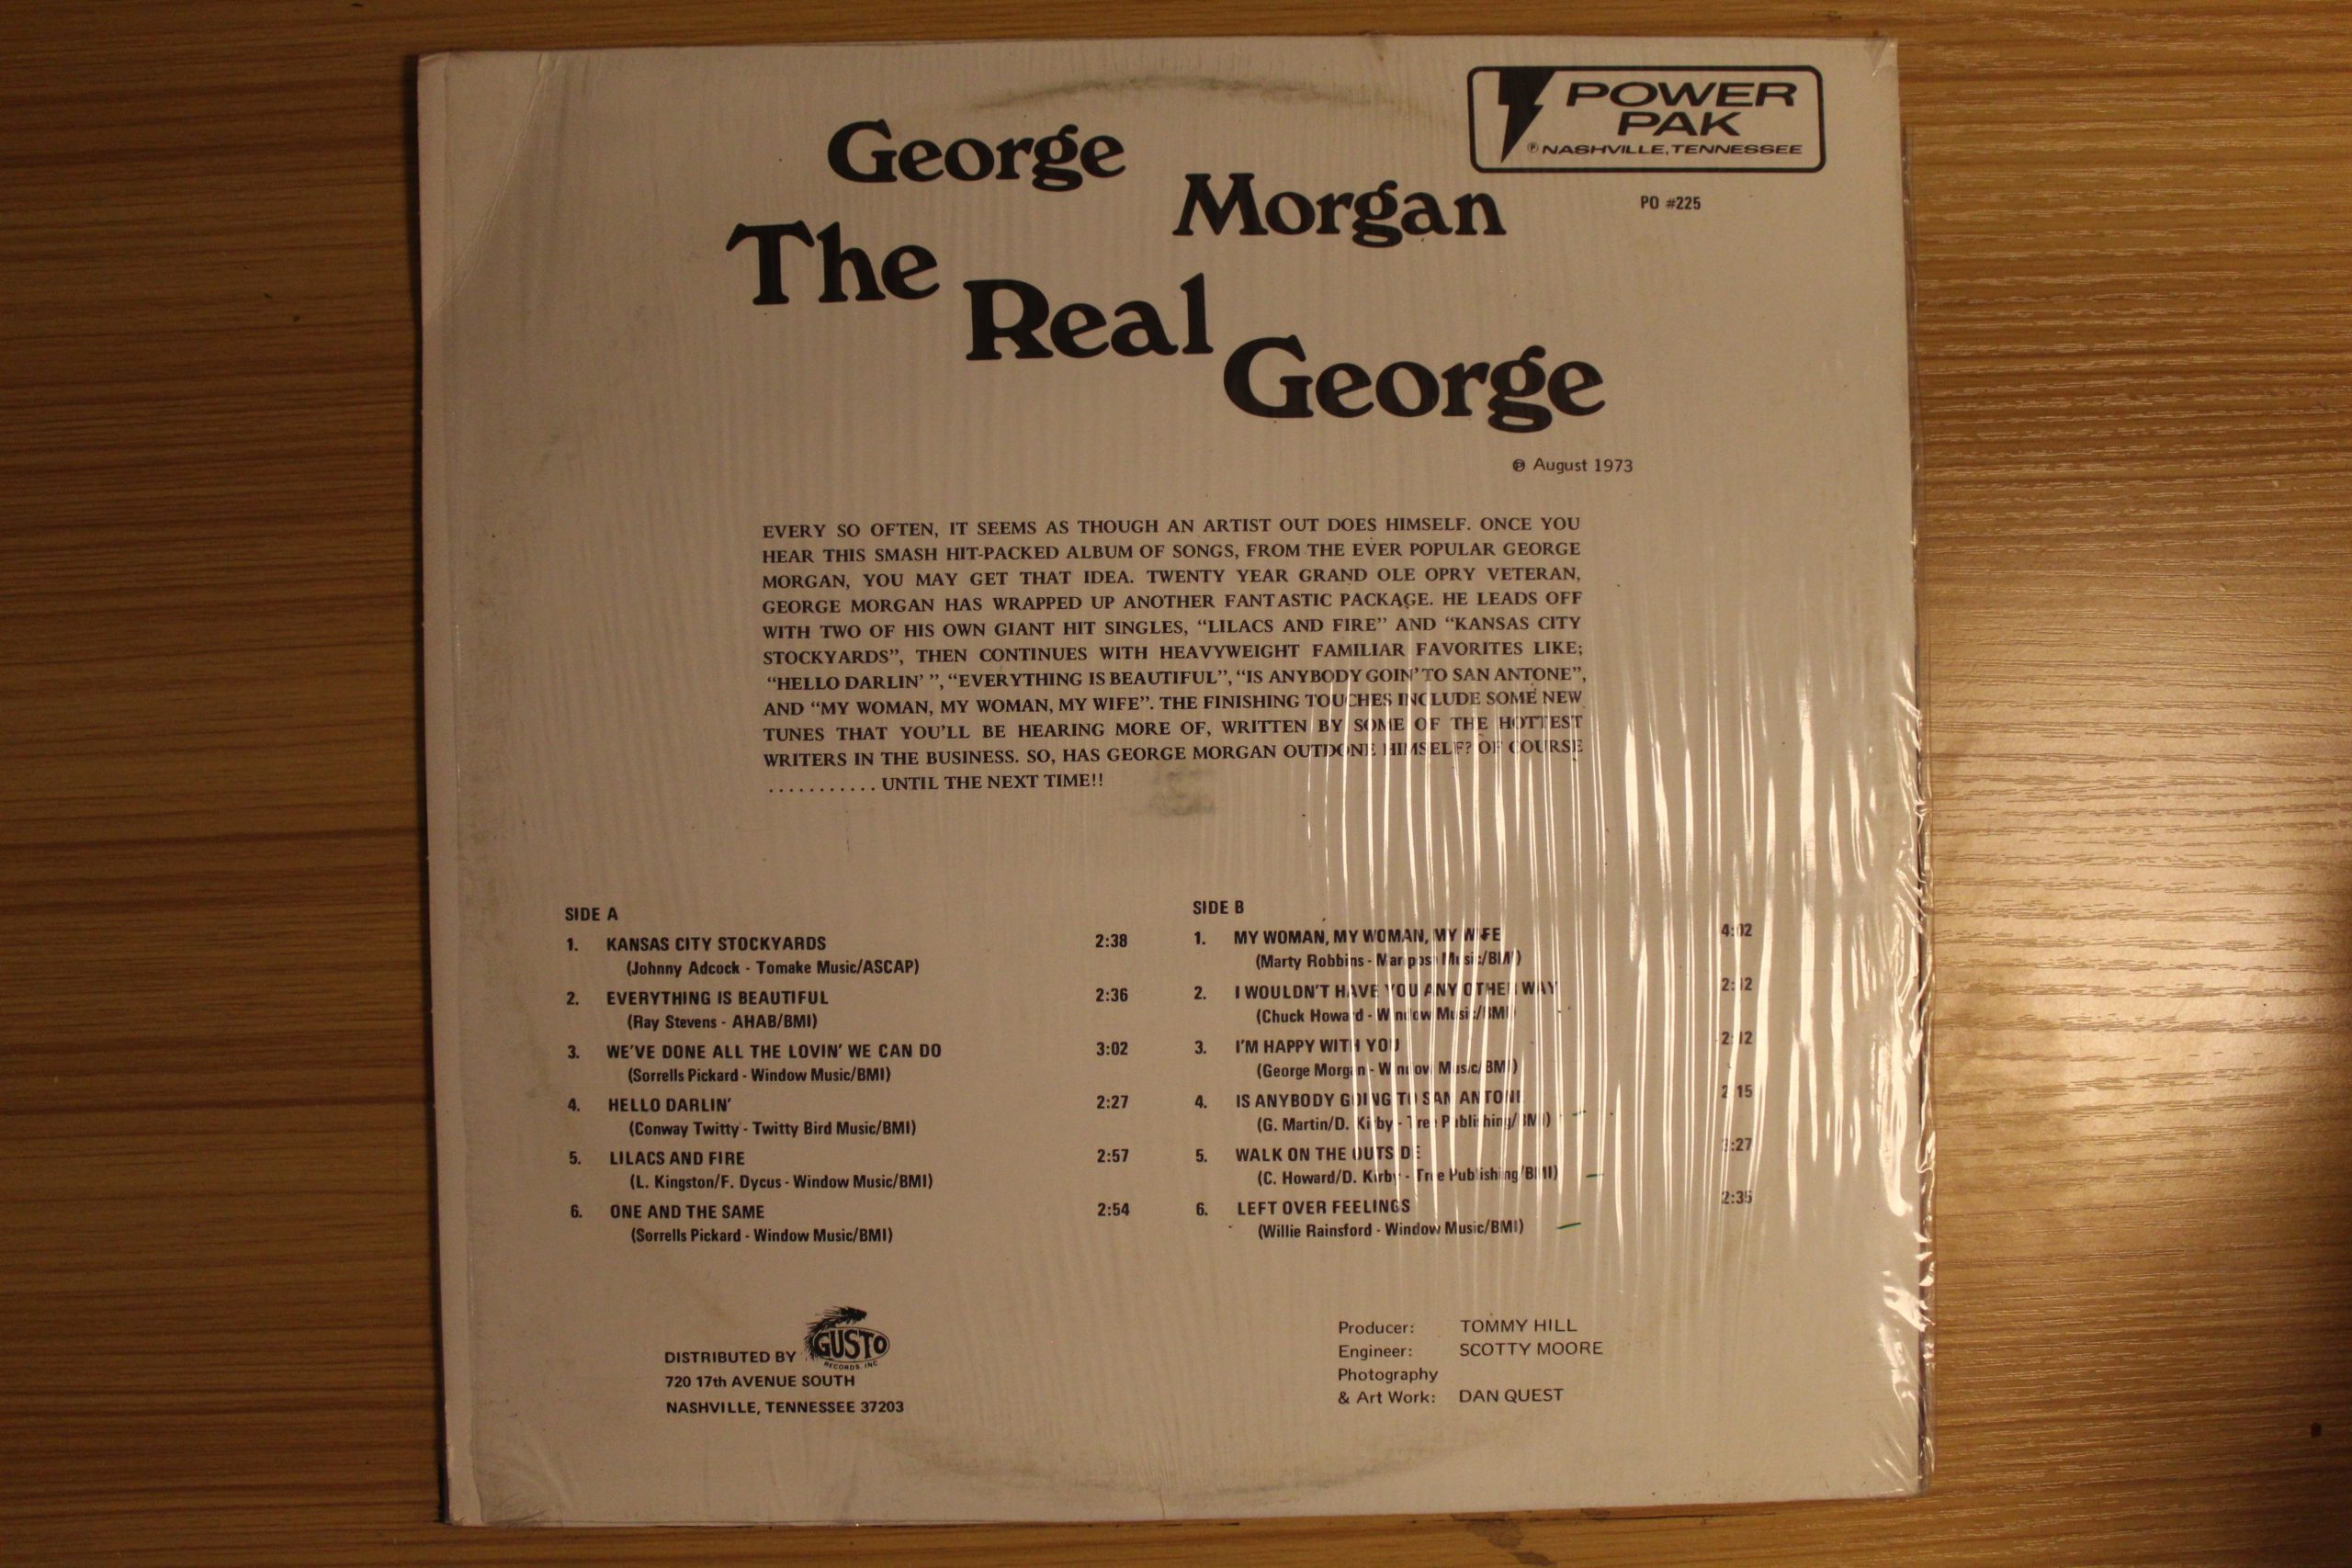 POWER
PAK
℗ NASHVILLE, TENNESSEE
PO #225
George
Morgan
The
Real
George
℗ August 1973
EVERY SO OFTEN, IT SEEMS AS THOUGH AN ARTIST OUT DOES HIMSELF. ONCE YOU
HEAR THIS SMASH HIT-PACKED ALBUM OF SONGS, FROM THE EVER POPULAR GEORGE
MORGAN, YOU MAY GET THAT IDEA. TWENTY YEAR GRAND OLE OPRY VETERAN,
GEORGE MORGAN HAS WRAPPED UP ANOTHER FANTASTIC PACKAGE. HE LEADS OFF
WITH TWO OF HIS OWN GIANT HIT SINGLES, “LILACS AND FIRE” AND “KANSAS CITY
STOCKYARDS”, THEN CONTINUES WITH HEAVYWEIGHT FAMILIAR FAVORITES LIKE;
“HELLO DARLIN’ ”, “EVERYTHING IS BEAUTIFUL”, “IS ANYBODY GOIN’ TO SAN ANTONE”,
AND “MY WOMAN, MY WOMAN, MY WIFE”. THE FINISHING TOUCHES INCLUDE SOME NEW
TUNES THAT YOU’LL BE HEARING MORE OF, WRITTEN BY SOME OF THE HOTTEST
WRITERS IN THE BUSINESS. SO, HAS GEORGE MORGAN OUTDONE HIMSELF? OF COURSE
. . . . . . . . . . . UNTIL THE NEXT TIME!!
SIDE A
1. KANSAS CITY STOCKYARDS 2:38
(Johnny Adcock - Tomake Music/ASCAP)
2. EVERYTHING IS BEAUTIFUL 2:36
(Ray Stevens - AHAB/BMI)
3. WE’VE DONE ALL THE LOVIN’ WE CAN DO 3:02
(Sorrells Pickard - Window Music/BMI)
4. HELLO DARLIN’ 2:27
(Conway Twitty - Twitty Bird Music/BMI)
5. LILACS AND FIRE 2:57
(L. Kingston/F. Dycus - Window Music/BMI)
6. ONE AND THE SAME 2:54
(Sorrells Pickard - Window Music/BMI)
SIDE B
1. MY WOMAN, MY WOMAN, MY WIFE 4:02
(Marty Robbins - Mariposa Music/BMI)
2. I WOULDN’T HAVE YOU ANY OTHER WAY
(Chuck Howard - Window Music/BMI)
3. I’M HAPPY WITH YOU
(George Morgan - Window Music/BMI)
4. IS ANYBODY GOING TO SAN ANTONE 2:15
(G. Martin/D. Kirby - Tree Publishing/BMI)
5. WALK ON THE OUTSIDE
(C. Howard/D. Kirby - Tree Publishing/BMI)
6. LEFT OVER FEELINGS 2:35
(Willie Rainsford - Window Music/BMI)
DISTRIBUTED BY GUSTO
RECORDS, INC
720 17th AVENUE SOUTH
NASHVILLE, TENNESSEE 37203
Producer: TOMMY HILL
Engineer: SCOTTY MOORE
Photography
& Art Work: DAN QUEST